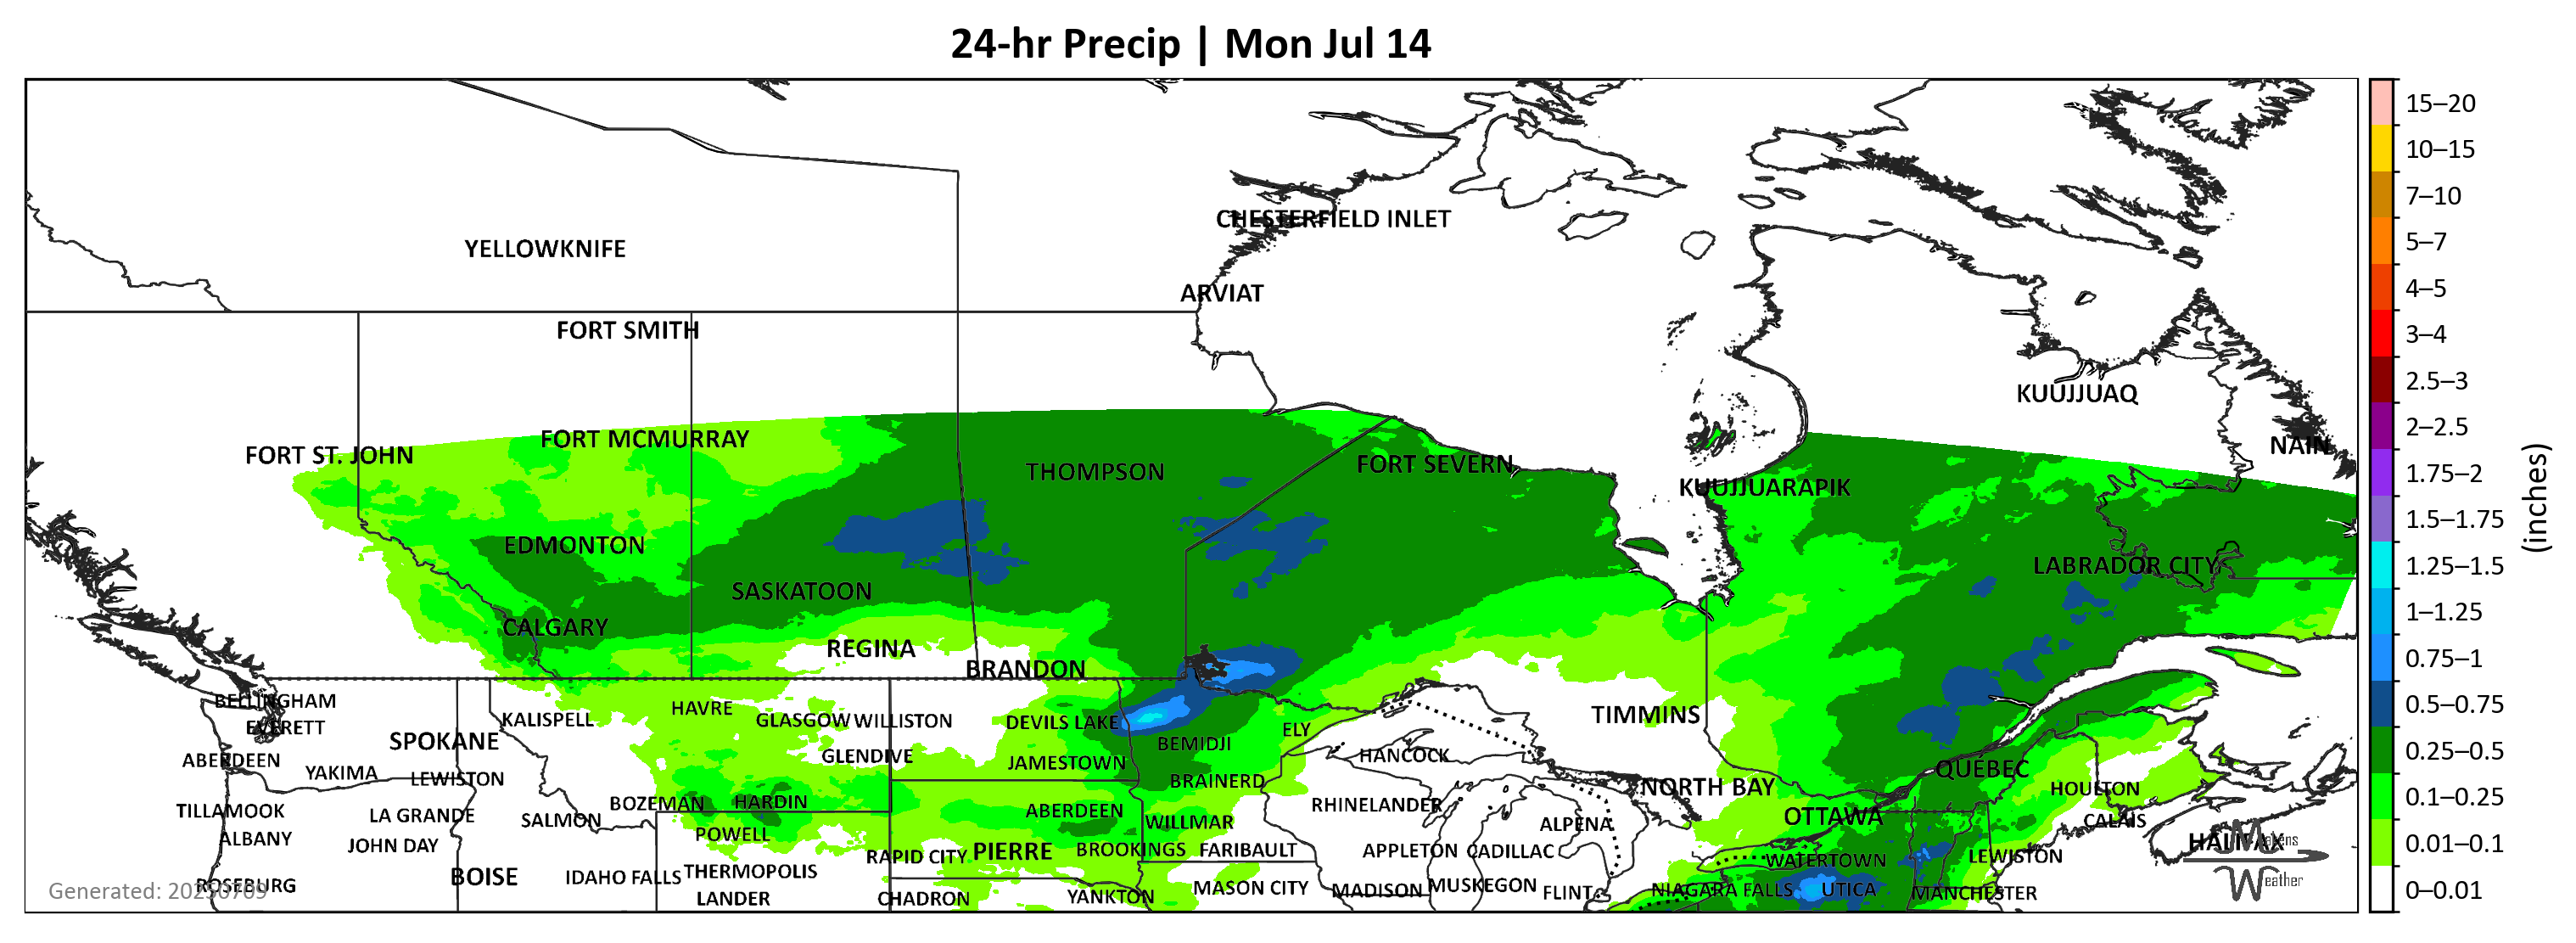 24-hr Precip | Mon Jul 14
CHESTERFIELD INLET
YELLOWKNIFE
ARVIAT
FORT SMITH
KUUJJUAQ
FORT MCMURRAY
NAIN
FORT ST. JOHN
THOMPSON
FORT SEVERN
KUUJJUARAPIK
EDMONTON
LABRADOR CITY
SASKATOON
CALGARY
REGINA
BRANDON
BELLINGHAM
HAVRE
KALISPELL
GLASGOW WILLISTON
DEVILS LAKE
TIMMINS
EVERETT
ELY
SPOKANE
BEMIDJI
GLENDIVE
HANCOCK
ABERDEEN
JAMESTOWN
QUÉBEC
YAKIMA
LEWISTON
BRAINERD
NORTH BAY
HOULTON
BOZEMAN
HARDIN
RHINELANDER
TILLAMOOK
LA GRANDE
SALMON
ABERDEEN
WILLMAR
ALPENA
OTTAWA
CALAIS
ALBANY
JOHN DAY
POWELL
HALIFAX
RAPID CITY PIERRE
BROOKINGS
FARIBAULT
APPLETON
CADILLAC
WATERTOWN
LEWISTON
BOISE
IDAHO FALLS
THERMOPOLIS
ROSEBURG
MASON CITY
MADISON
MUSKEGON
FLINT
NIAGARA FALLS
UTICA
MANCHESTER
LANDER
CHADRON
YANKTON
Generated: 20250709
Weather
15–20
10–15
7–10
5–7
4–5
3–4
2.5–3
2–2.5
1.75–2
1.5–1.75
1.25–1.5
1–1.25
0.75–1
0.5–0.75
0.25–0.5
0.1–0.25
0.01–0.1
0–0.01
(inches)